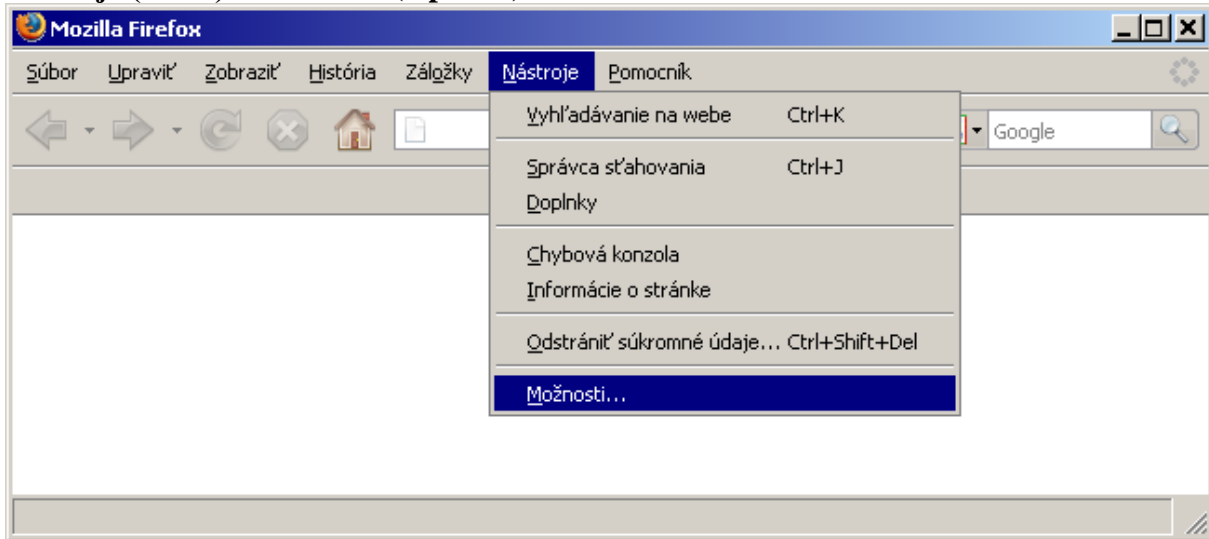 Mozilla Firefox
Súbor Upraviť Zobraziť História Záložky Nástroje Pomocník
Google
Vyhľadávanie na webe Ctrl+K
Správca sťahovania Ctrl+J
Doplnky
Chybová konzola
Informácie o stránke
Odstrániť súkromné údaje... Ctrl+Shift+Del
Možnosti...